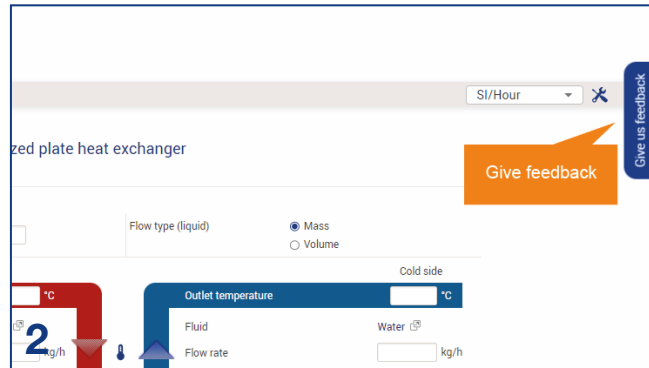 SI/Hour
Give us feedback
zed plate heat exchanger
Give feedback
Flow type (liquid)
Mass
Volume
Cold side
°C
Outlet temperature
°C
Fluid
Water
2
kg/h
Flow rate
kg/h